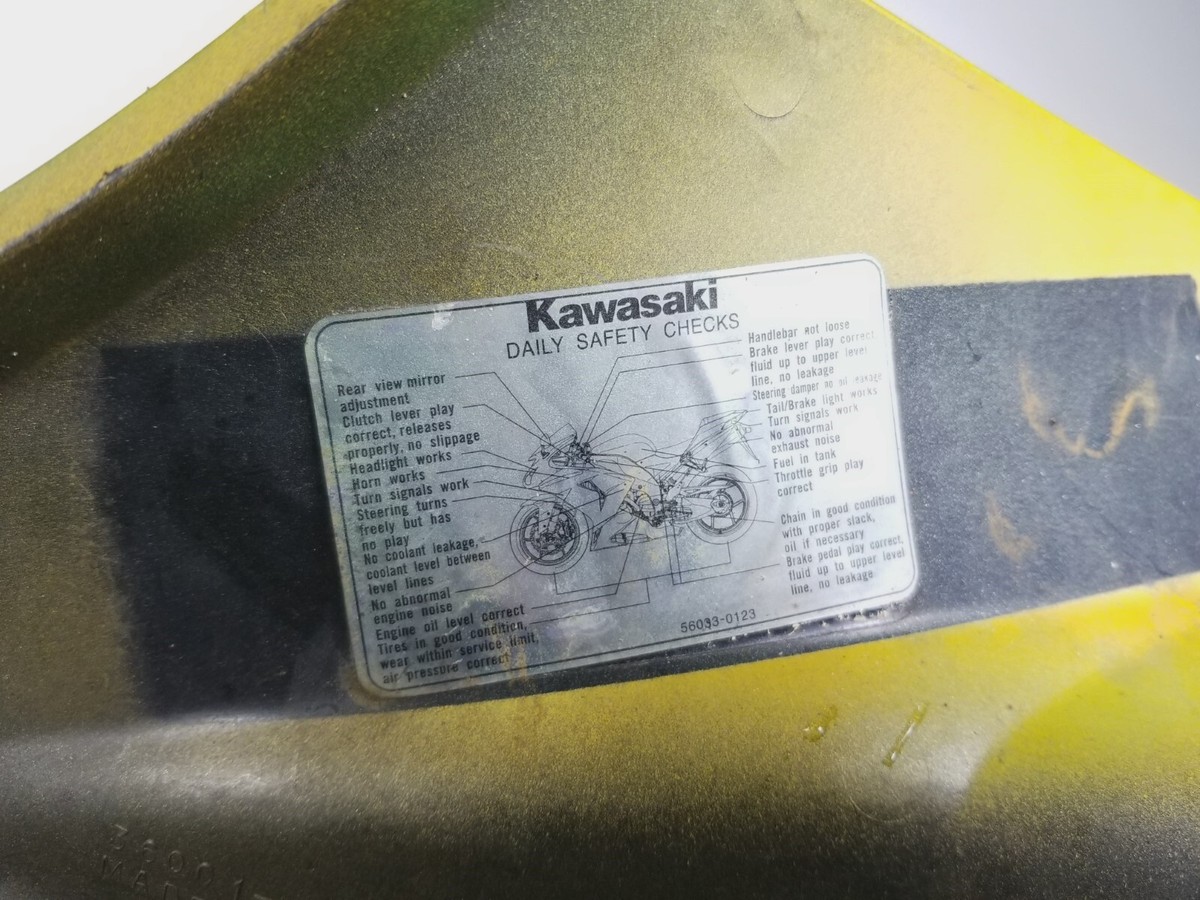 Kawasaki
DAILY SAFETY CHECKS
Rear view mirror
adjustment
Clutch lever play
correct, releases
properly, no slippage
Headlight works
Horn works
Turn signals work
Steering turns
freely but has
no play
No coolant leakage,
coolant level between
level lines
No abnormal
engine noise
Engine oil level correct
Tires in good condition,
wear within service limit,
air pressure correct
Handlebar not loose
Brake lever play correct
fluid up to upper level
line, no leakage
Steering damper no oil
Tail/Brake light works
Turn signals work
No abnormal
exhaust noise
Fuel in tank
Throttle grip play
correct
Chain in good condition
with proper slack,
oil if necessary
Brake pedal play correct,
fluid up to upper level
line, no leakage
56033-0123